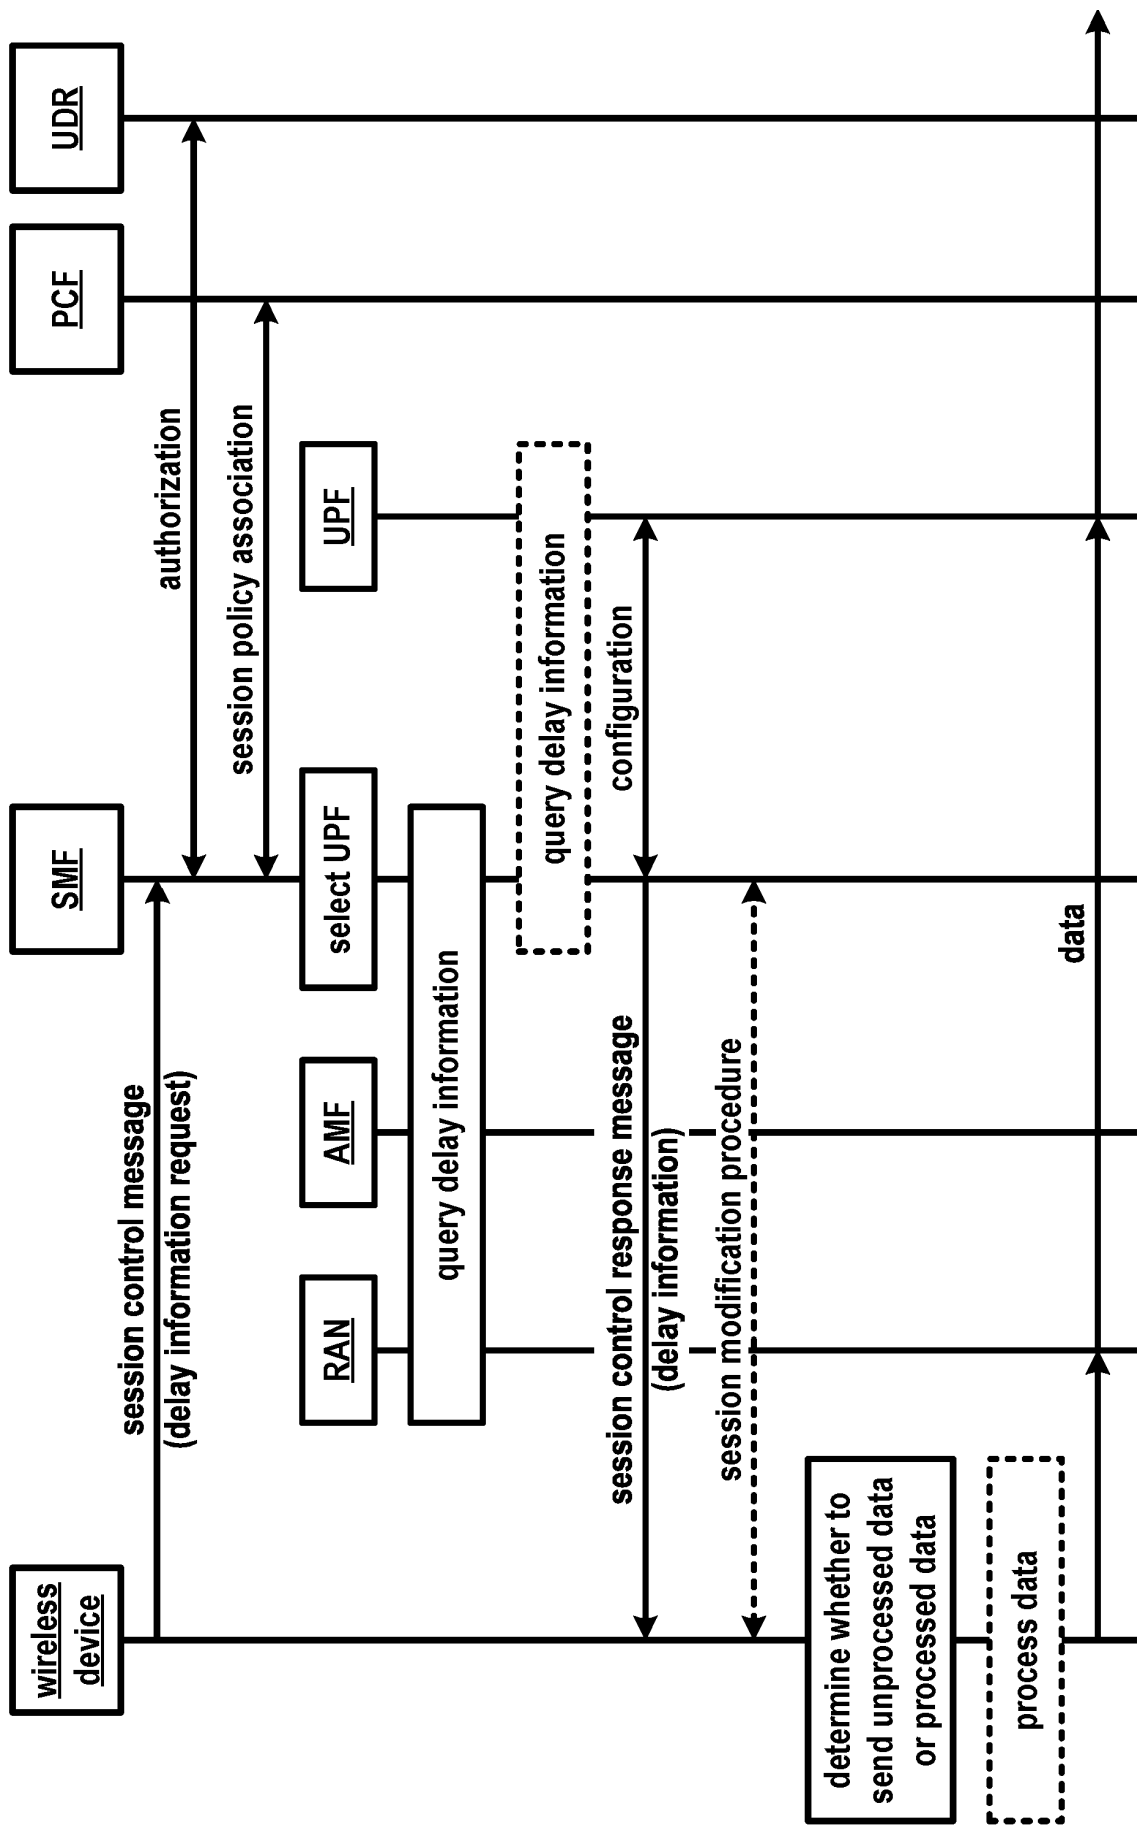 wireless
device
SMF
PCF
UDR
session control message
(delay information request)
authorization
session policy association
RAN
AMF
select UPF
UPF
query delay information
query delay information
configuration
session control response message
(delay information)
session modification procedure
determine whether to
send unprocessed data
or processed data
process data
data